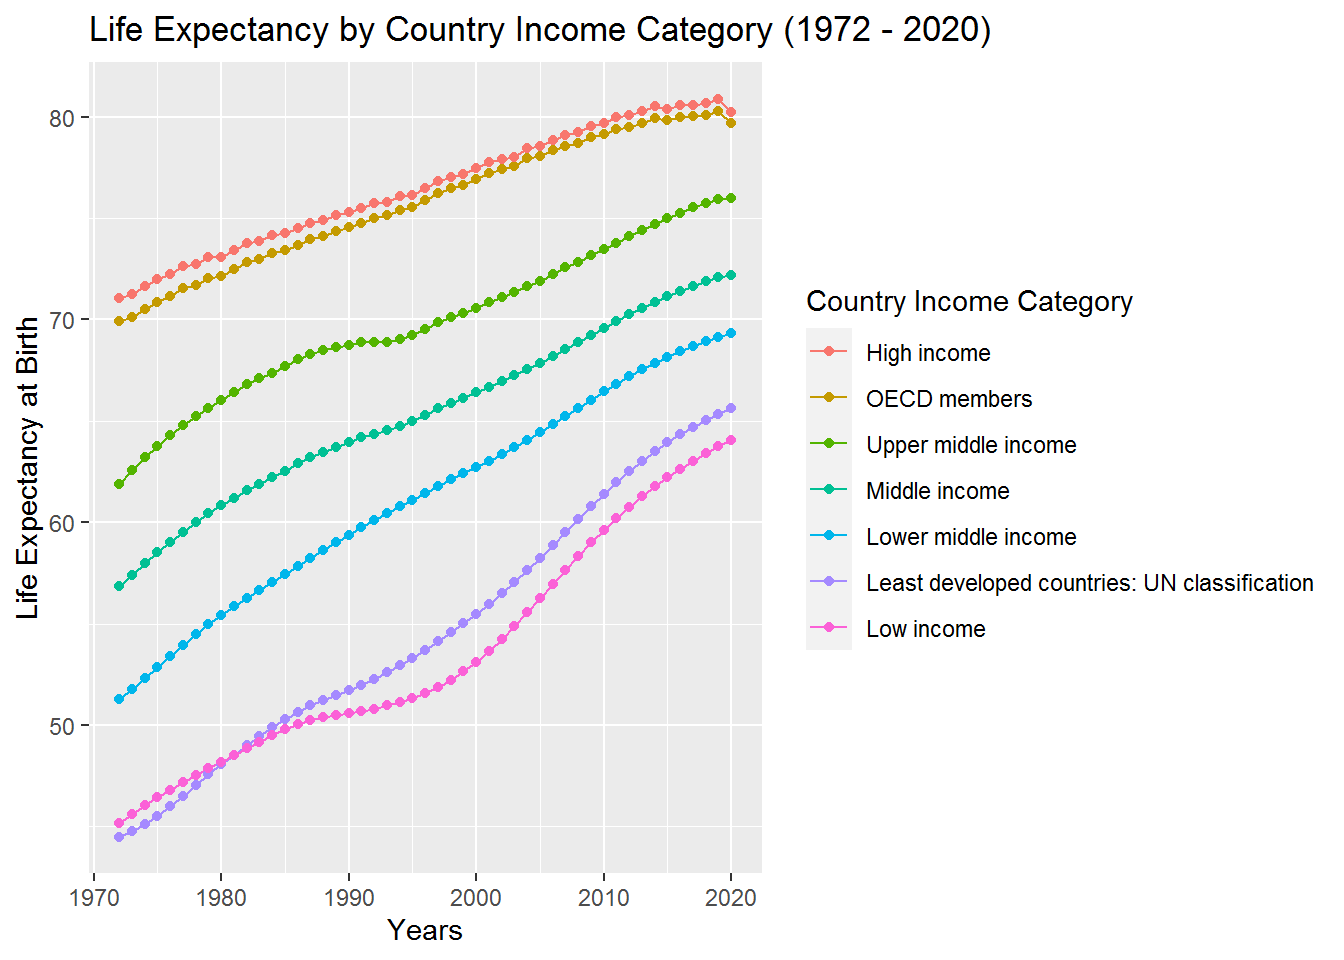 Life Expectancy by Country Income Category (1972 - 2020)
80
70
60
50
Life Expectancy at Birth
1970 1980 1990 2000 2010 2020
Years
Country Income Category
High income
OECD members
Upper middle income
Middle income
Lower middle income
Least developed countries: UN classification
Low income